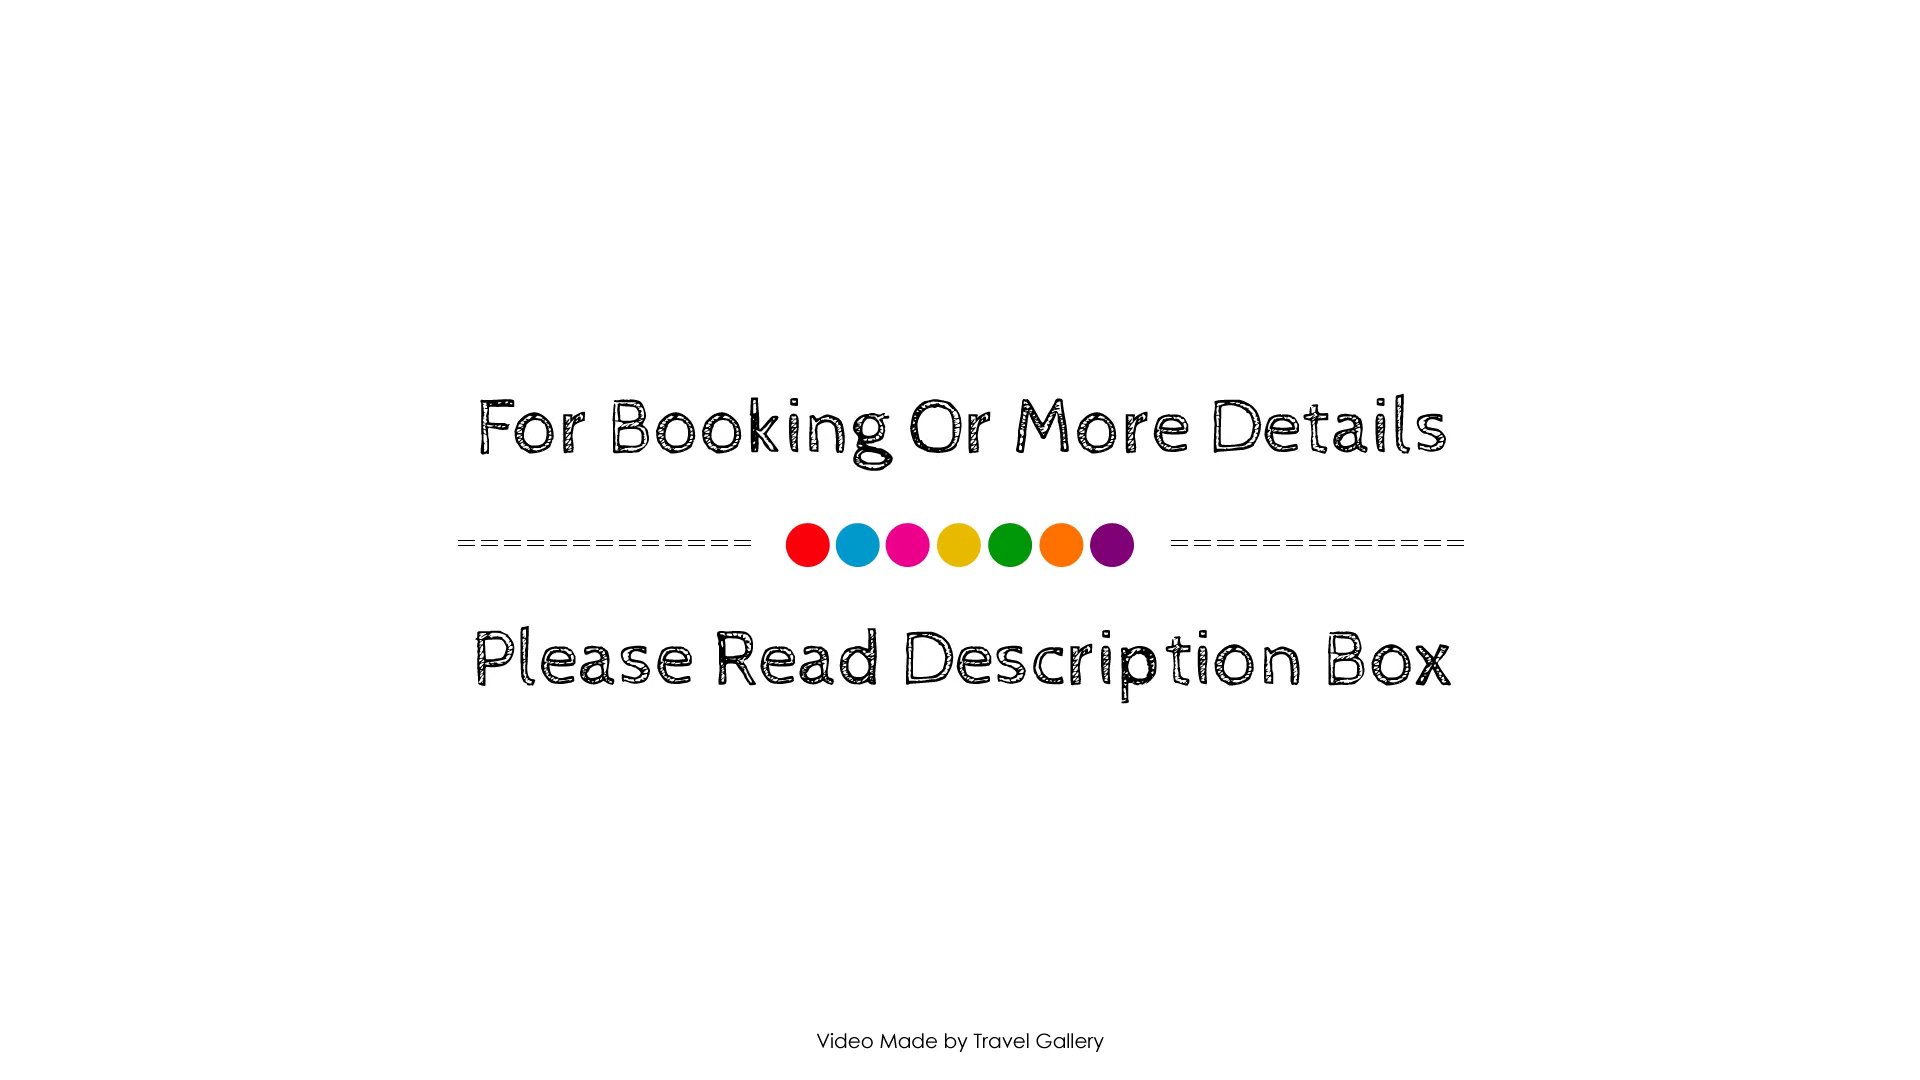 For Booking Or More Details
============= =============
Please Read Description Box
Video Made by Travel Gallery